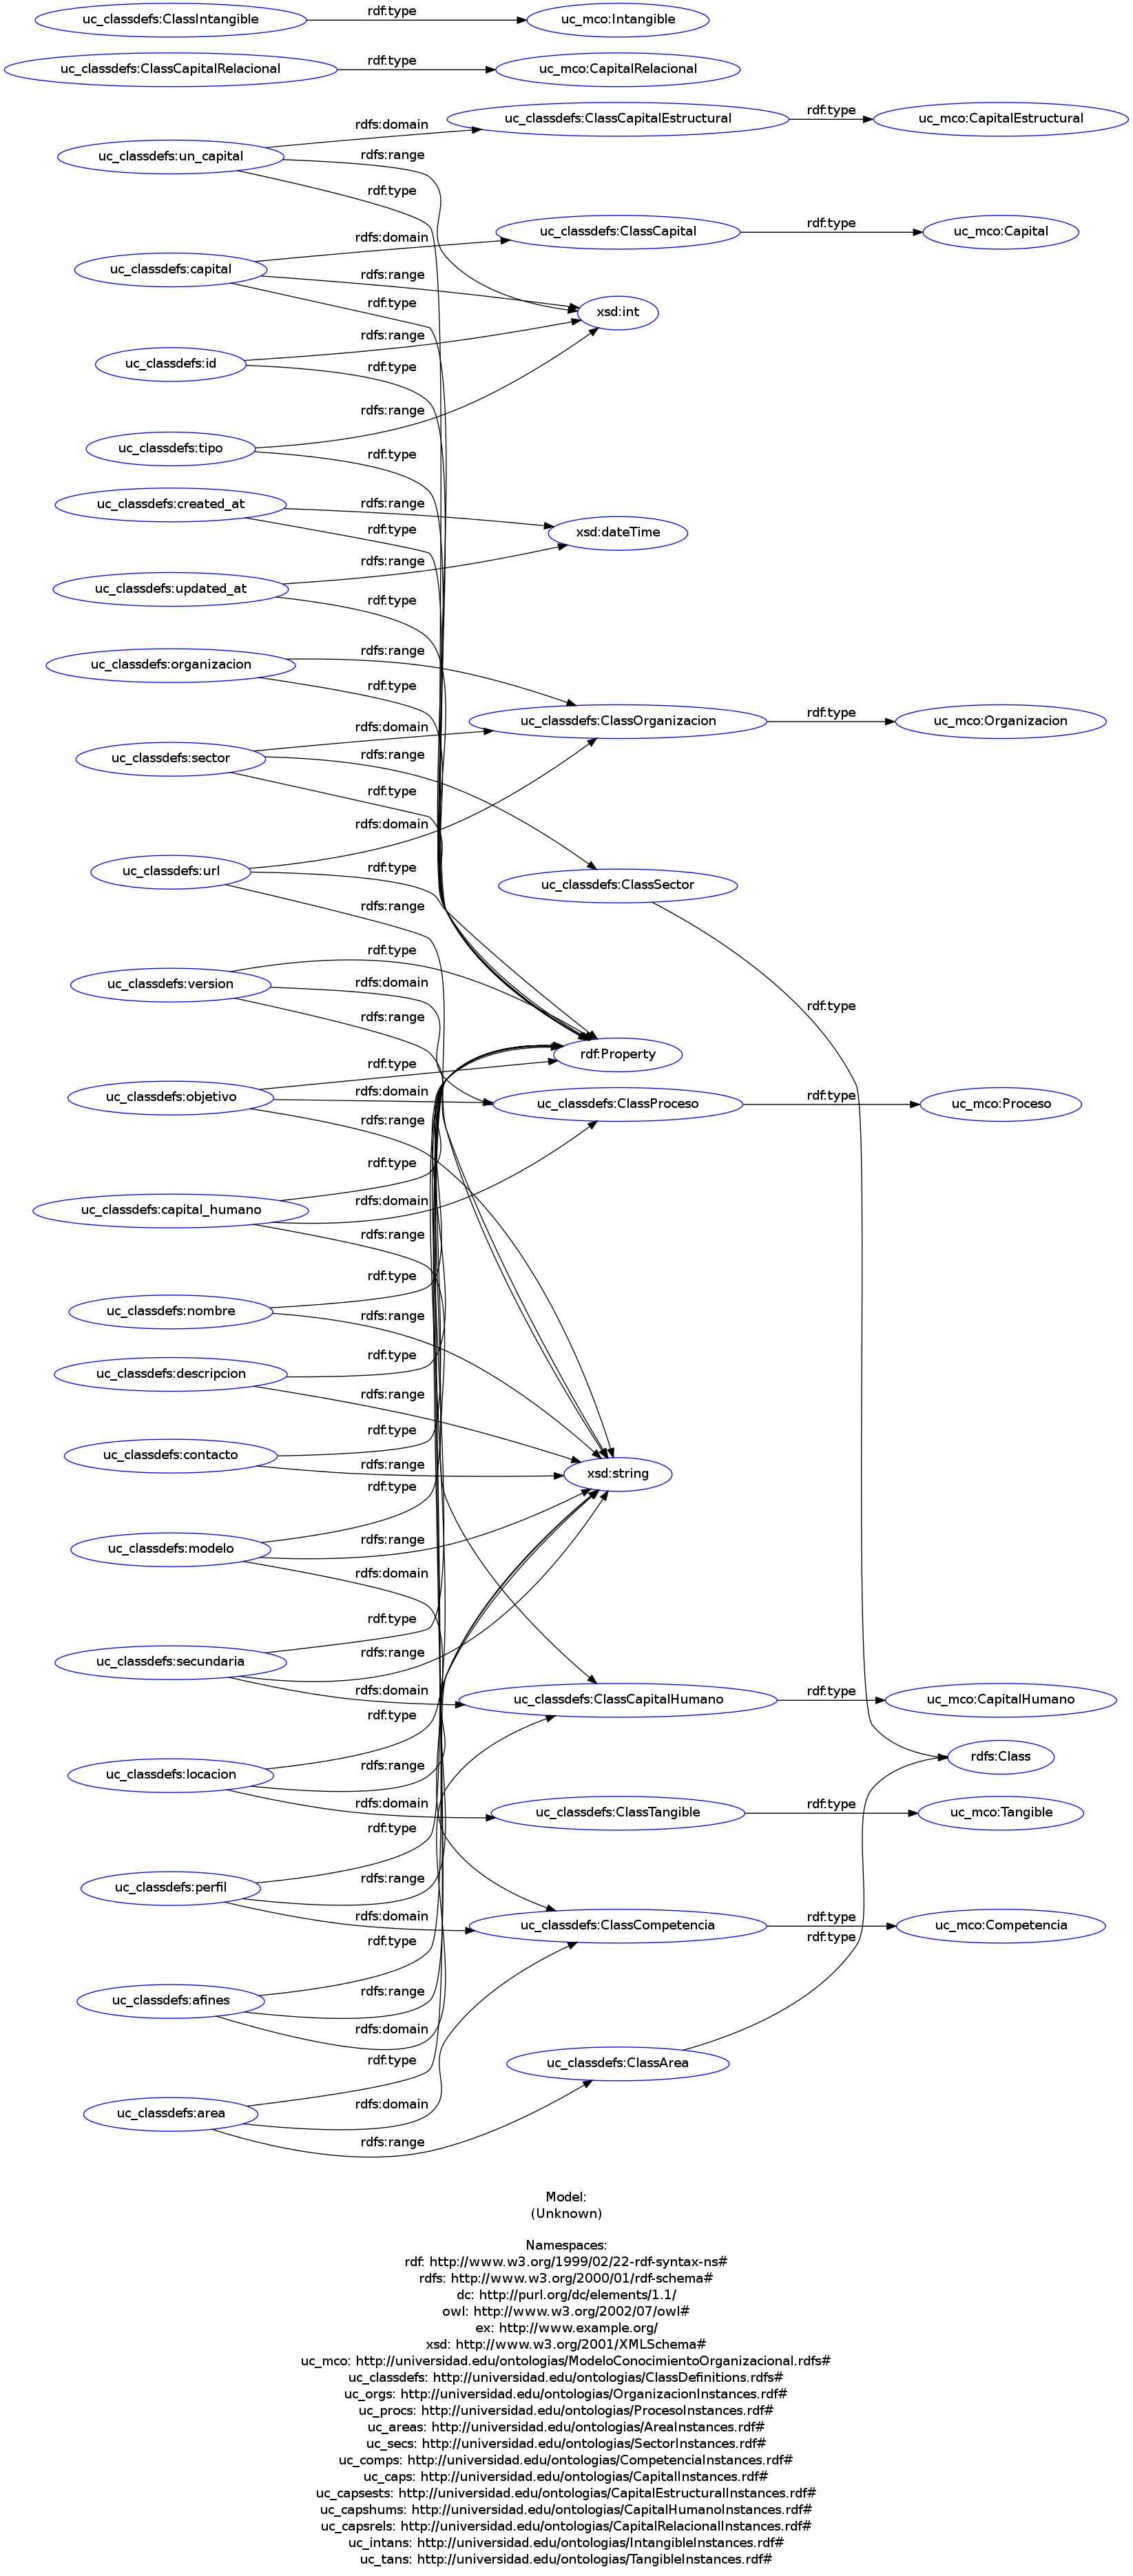 uc_classdefs:ClassIntangible rdf:type uc_mco:Intangible
uc_classdefs:ClassCapitalRelacional rdf:type uc_mco:CapitalRelacional
uc_classdefs:ClassCapitalEstructural rdf:type uc_mco:CapitalEstructural
rdfs:domain
uc_classdefs:un_capital rdfs:range
rdf:type
uc_classdefs:ClassCapital rdf:type uc_mco:Capital
rdfs:domain
uc_classdefs:capital rdfs:range
rdf:type
xsd:int
uc_classdefs:id rdfs:range
rdf:type
rdfs:range
uc_classdefs:tipo rdf:type
uc_classdefs:created_at rdfs:range
rdf:type
xsd:dateTime
rdfs:range
uc_classdefs:updated_at rdf:type
uc_classdefs:organizacion rdfs:range
rdf:type
uc_classdefs:ClassOrganizacion rdf:type uc_mco:Organizacion
rdfs:domain
uc_classdefs:sector rdfs:range
rdf:type
rdfs:domain
uc_classdefs:url rdf:type
rdfs:range
uc_classdefs:ClassSector
rdf:type
rdf:type
uc_classdefs:version rdfs:domain
rdfs:range
rdf:Property
rdf:type
uc_classdefs:objetivo rdfs:domain
rdfs:range
uc_classdefs:ClassProceso rdf:type uc_mco:Proceso
rdf:type
uc_classdefs:capital_humano rdfs:domain
rdfs:range
rdf:type
uc_classdefs:nombre rdfs:range
rdf:type
uc_classdefs:descripcion rdfs:range
rdf:type
uc_classdefs:contacto rdfs:range
xsd:string
rdf:type
uc_classdefs:modelo rdfs:range
rdfs:domain
rdf:type
uc_classdefs:secundaria rdfs:range
rdfs:domain
uc_classdefs:ClassCapitalHumano rdf:type uc_mco:CapitalHumano
rdf:type
rdfs:Class
uc_classdefs:locacion rdfs:range
rdfs:domain
uc_classdefs:ClassTangible rdf:type uc_mco:Tangible
rdf:type
uc_classdefs:perfil rdfs:range
rdfs:domain
uc_classdefs:ClassCompetencia rdf:type uc_mco:Competencia
rdf:type
rdf:type
uc_classdefs:afines rdfs:range
rdfs:domain
uc_classdefs:ClassArea
rdf:type
uc_classdefs:area rdfs:domain
rdfs:range
Model:
(Unknown)
Namespaces:
rdf: http://www.w3.org/1999/02/22-rdf-syntax-ns#
rdfs: http://www.w3.org/2000/01/rdf-schema#
dc: http://purl.org/dc/elements/1.1/
owl: http://www.w3.org/2002/07/owl#
ex: http://www.example.org/
xsd: http://www.w3.org/2001/XMLSchema#
uc_mco: http://universidad.edu/ontologias/ModeloConocimientoOrganizacional.rdfs#
uc_classdefs: http://universidad.edu/ontologias/ClassDefinitions.rdfs#
uc_orgs: http://universidad.edu/ontologias/OrganizacionInstances.rdf#
uc_procs: http://universidad.edu/ontologias/ProcesoInstances.rdf#
uc_areas: http://universidad.edu/ontologias/AreaInstances.rdf#
uc_secs: http://universidad.edu/ontologias/SectorInstances.rdf#
uc_comps: http://universidad.edu/ontologias/CompetenciaInstances.rdf#
uc_caps: http://universidad.edu/ontologias/CapitalInstances.rdf#
uc_capsests: http://universidad.edu/ontologias/CapitalEstructuralInstances.rdf#
uc_capshums: http://universidad.edu/ontologias/CapitalHumanoInstances.rdf#
uc_capsrels: http://universidad.edu/ontologias/CapitalRelacionalInstances.rdf#
uc_intans: http://universidad.edu/ontologias/IntangibleInstances.rdf#
uc_tans: http://universidad.edu/ontologias/TangibleInstances.rdf#